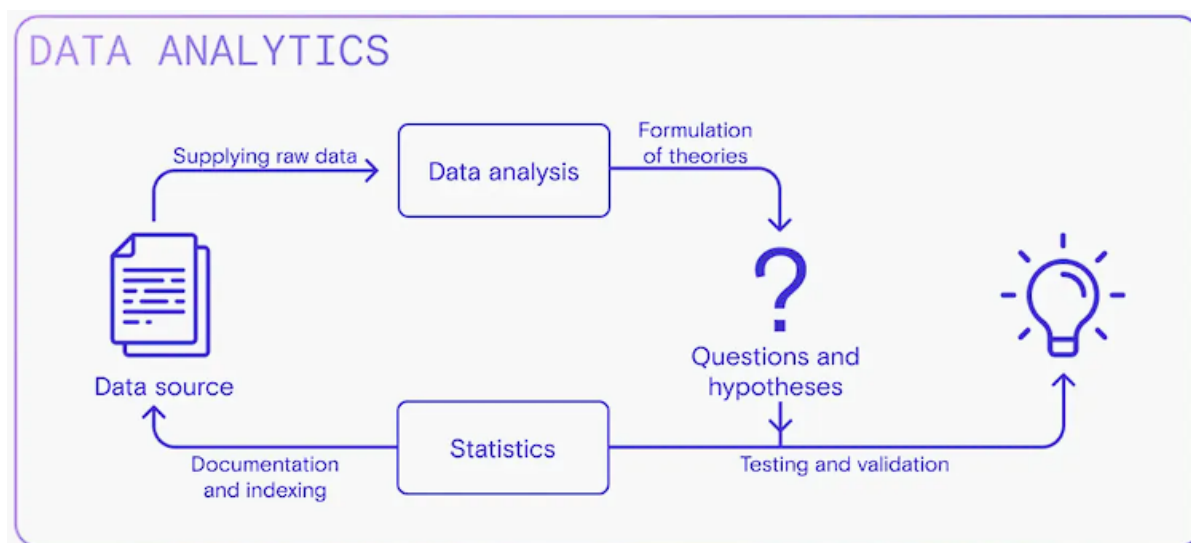 DATA ANALYTICS
Supplying raw data
Data analysis
Formulation
of theories
?
Questions and
hypotheses
Data source
Statistics
Documentation
and indexing
Testing and validation